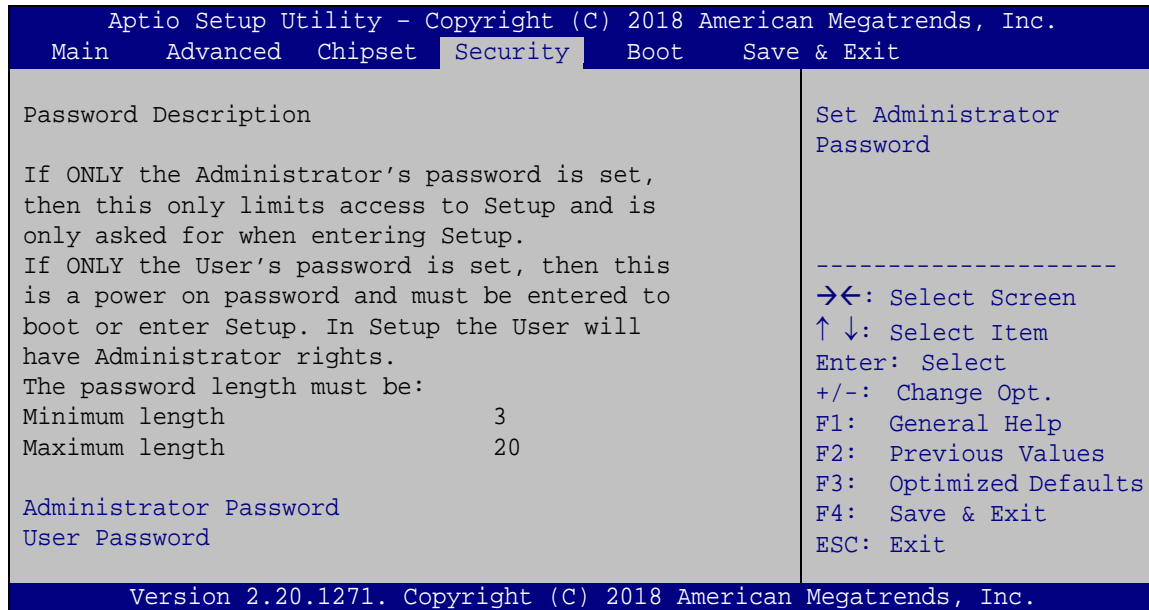 Aptio Setup Utility – Copyright (C) 2018 American Megatrends, Inc.
Main Advanced Chipset Security Boot Save & Exit
Password Description
If ONLY the Administrator’s password is set,
then this only limits access to Setup and is
only asked for when entering Setup.
If ONLY the User’s password is set, then this
is a power on password and must be entered to
boot or enter Setup. In Setup the User will
have Administrator rights.
The password length must be:
Minimum length 3
Maximum length 20
Administrator Password
User Password
Set Administrator
Password
---------------------
→←: Select Screen
↑ ↓: Select Item
Enter: Select
+/-: Change Opt.
F1: General Help
F2: Previous Values
F3: Optimized Defaults
F4: Save & Exit
ESC: Exit
Version 2.20.1271. Copyright (C) 2018 American Megatrends, Inc.